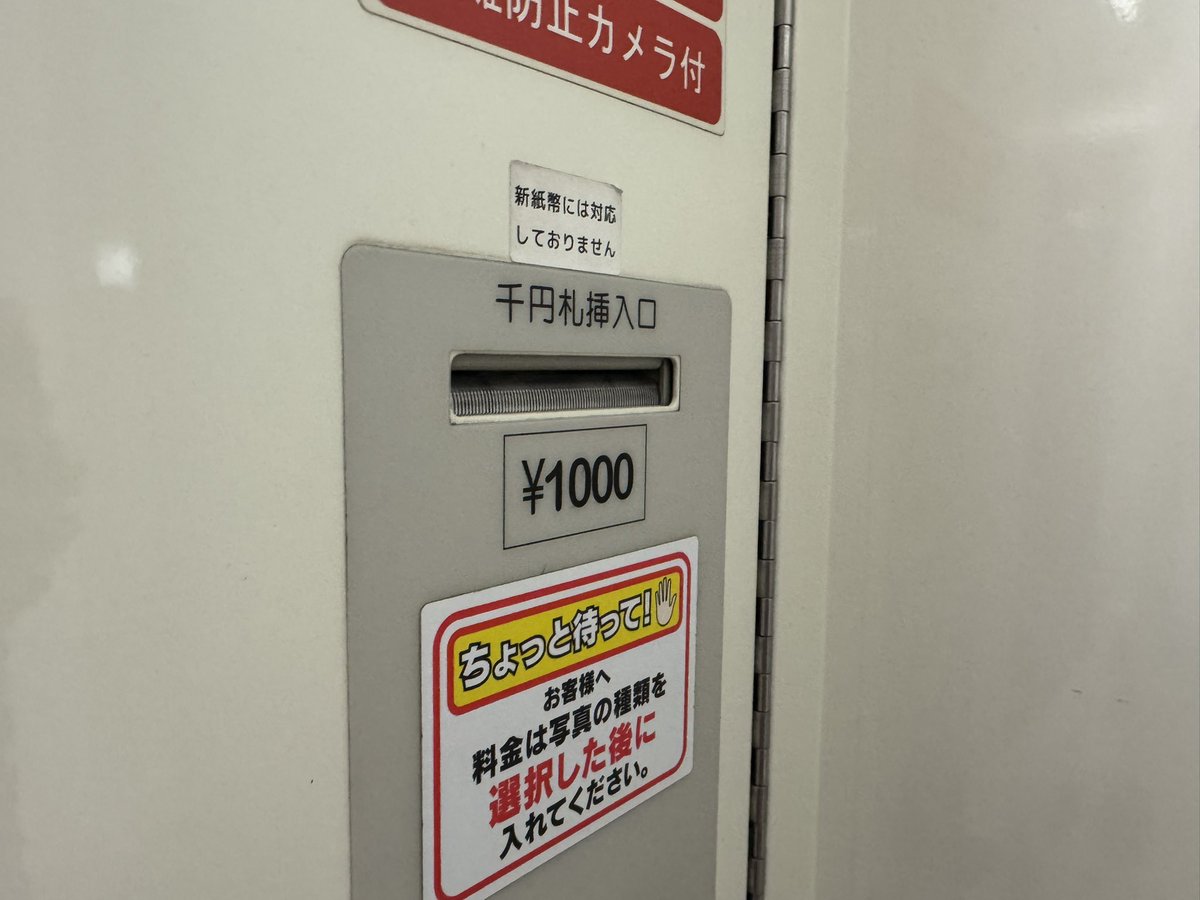 防止カメラ付
新紙幣には対応
しておりません
千円札挿入口
¥1000
ちょっと待って!
お客様へ
料金は写真の種類を
選択した後に
入れてください。